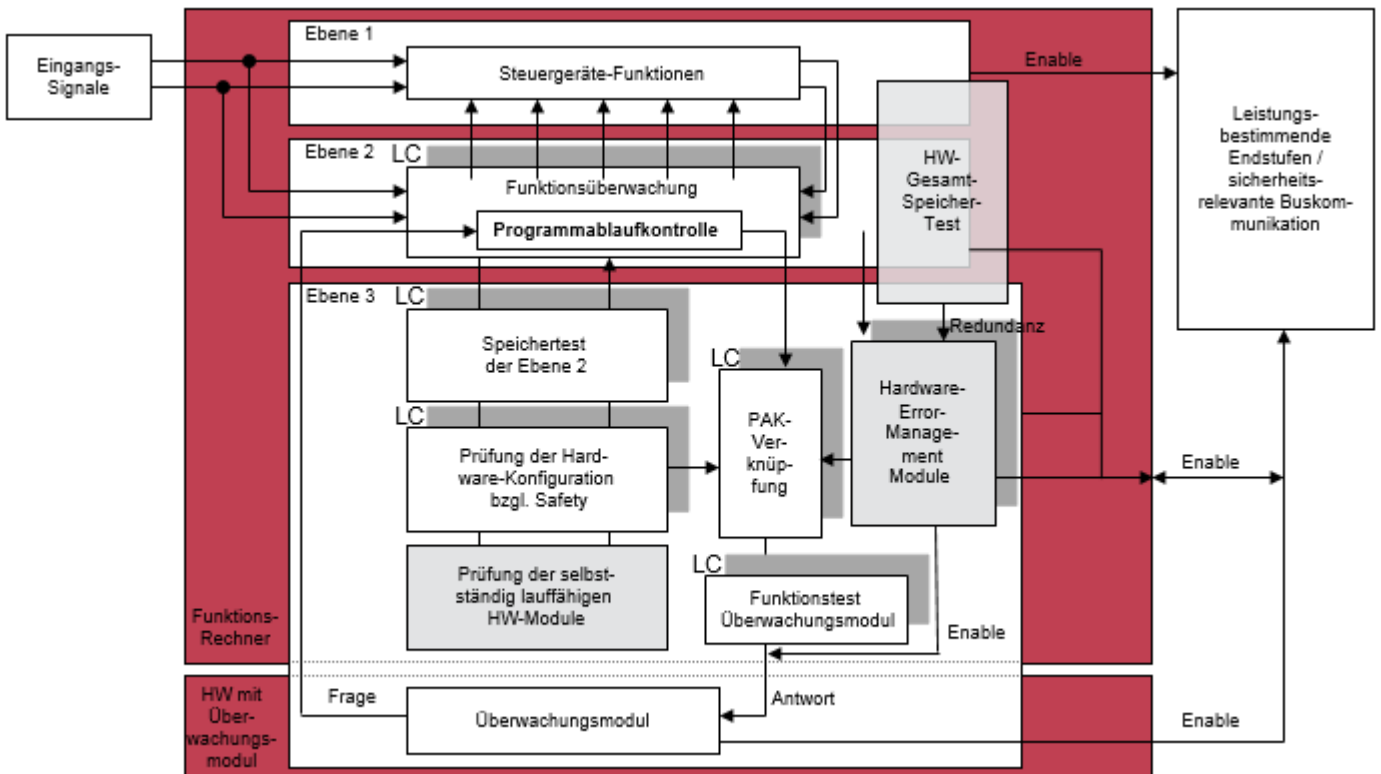 Ebene 1
Eingangs-
Signale
Steuergeräte-Funktionen
Enable
Leistungs-
bestimmende
Endstufen /
sicherheits-
relevante Buskom-
munikation
Ebene 2
LC
Funktionsüberwachung
Programmablaufkontrolle
HW-
Gesamt-
Speicher-
Test
Ebene 3
LC
Speichertest
der Ebene 2
Redundanz
LC
PAK-
Ver-
knüp-
fung
Hardware-
Error-
Manage-
ment
Module
LC
Prüfung der Hard-
ware-Konfiguration
bzgl. Safety
Enable
Prüfung der selbst-
ständig lauffähigen
HW-Module
LC
Funktionstest
Überwachungsmodul
Enable
Funktions-
Rechner
HW mit
Über-
wachungs-
modul
Frage
Überwachungsmodul
Antwort
Enable